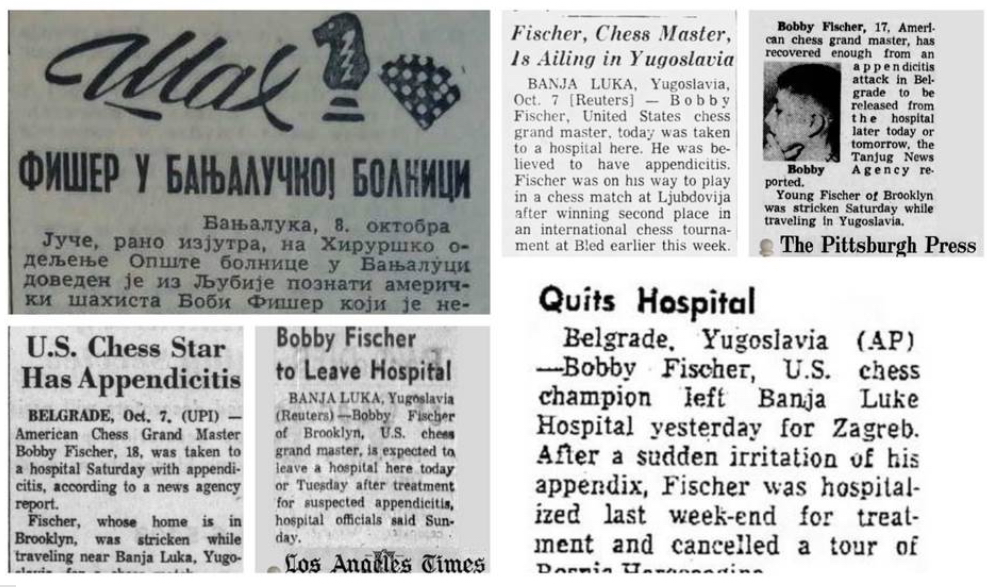 Шах
ФИШЕР У БАЊАЛУЧКОЈ БОЛНИЦИ
Бањалука, 8. октобра
Јуче, рано изјутра, на Хируршко о-
дељење Опште болнице у Бањалуци
доведен је из Љубије познати америч-
ки шахиста Боби Фишер који је не-
Fischer, Chess Master,
Is Ailing in Yugoslavia
BANJA LUKA, Yugoslavia,
Oct. 7 [Reuters] — Bobby
Fischer, United States chess
grand master, today was taken
to a hospital here. He was be-
lieved to have appendicitis.
Fischer was on his way to play
in a chess match at Ljubdovija
after winning second place in
an international chess tourna-
ment at Bled earlier this week.
Bobby Fischer, 17, Ameri-
can chess grand master, has
recovered enough from an
appendicitis
attack in Bel-
grade to be
released from
the hospital
later today or
tomorrow, the
Tanjug News
Agency re-
Bobby
ported.
Young Fischer of Brooklyn
was stricken Saturday while
traveling in Yugoslavia.
The Pittsburgh Press
U.S. Chess Star
Has Appendicitis
BELGRADE, Oct. 7. (UPI) —
American Chess Grand Master
Bobby Fischer, 18, was taken to
a hospital Saturday with appendi-
citis, according to a news agency
report.
Fischer, whose home is in
Brooklyn, was stricken while
traveling near Banja Luka, Yugo-
Bobby Fischer
to Leave Hospital
BANJA LUKA, Yugoslavia
(Reuters)—Bobby Fischer
of Brooklyn, U.S. chess
grand master, is expected to
leave a hospital here today
or Tuesday after treatment
for suspected appendicitis,
hospital officials said Sun-
day.
Los Angeles Times
Quits Hospital
Belgrade, Yugoslavia (AP)
—Bobby Fischer, U.S. chess
champion left Banja Luke
Hospital yesterday for Zagreb.
After a sudden irritation of his
appendix, Fischer was hospital-
ized last week-end for treat-
ment and cancelled a tour of